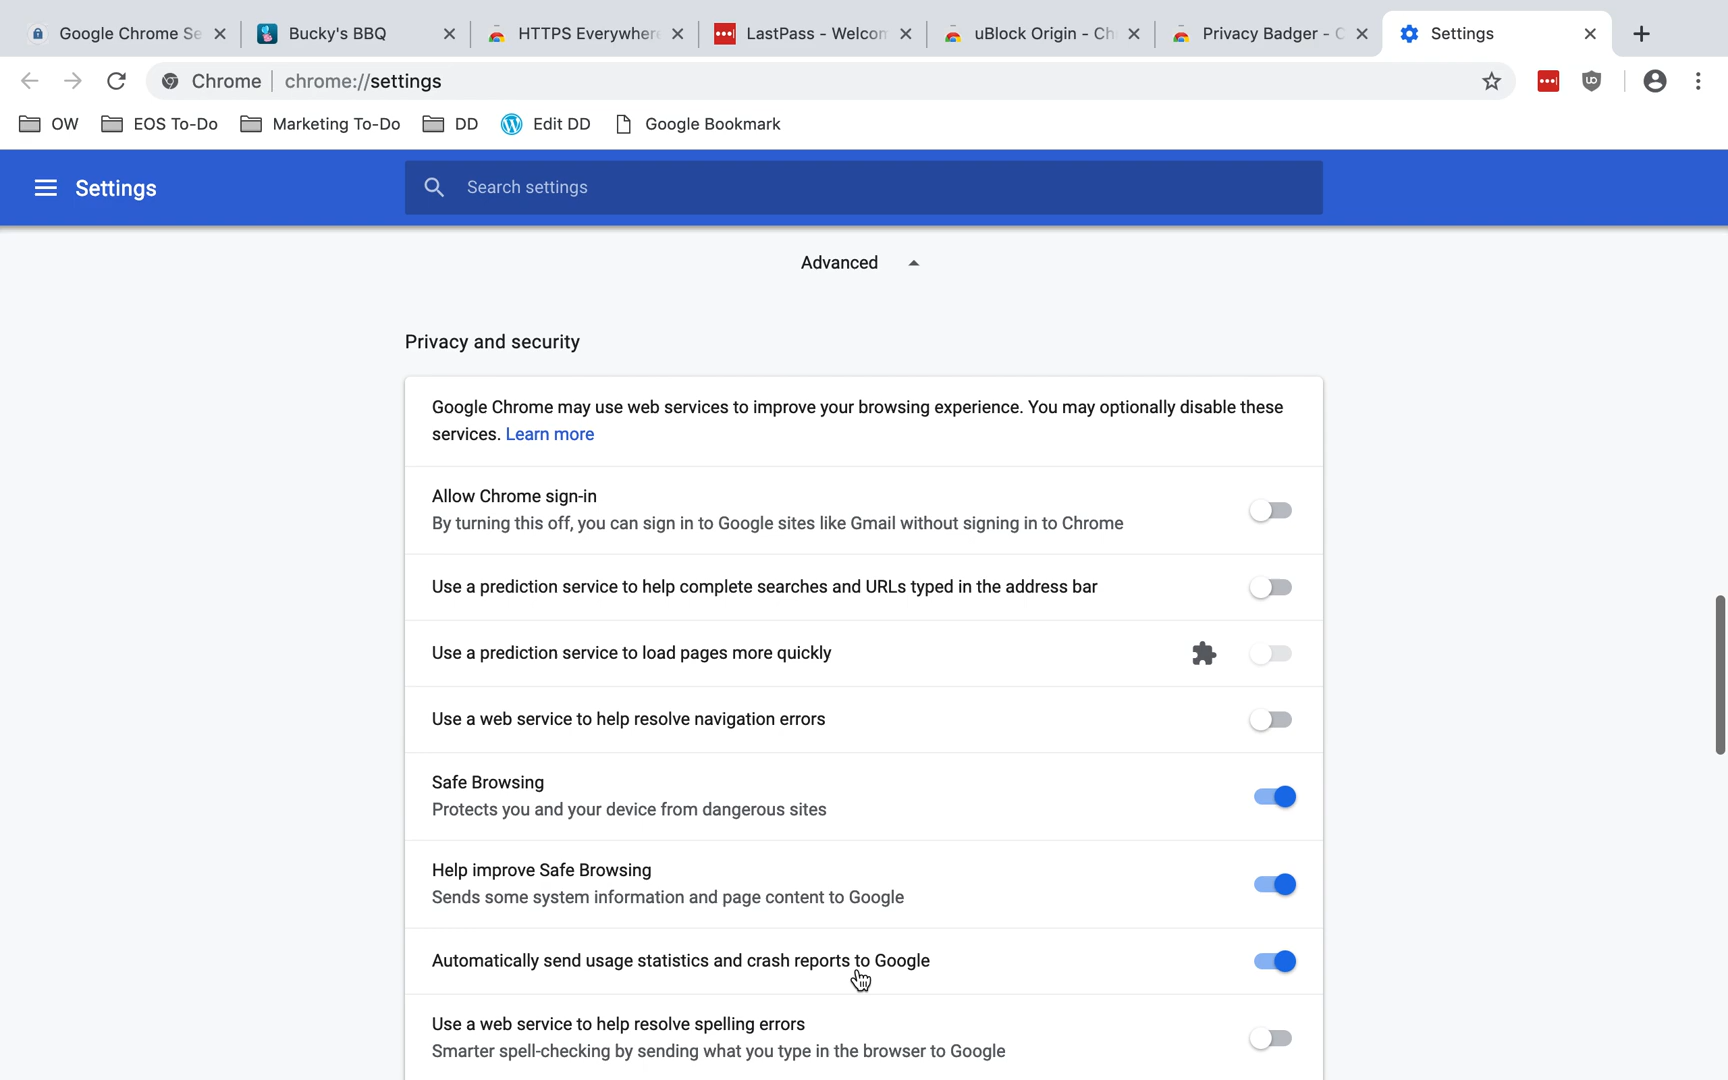 Google Chrome Se
Bucky's BBQ
HTTPS Everywhere
LastPass - Welcom
uBlock Origin - Ch
Privacy Badger - C
Settings
Chrome
chrome://settings
OW
EOS To-Do
Marketing To-Do
DD
Edit DD
Google Bookmark
Settings
Search settings
Advanced
Privacy and security
Google Chrome may use web services to improve your browsing experience. You may optionally disable these
services. Learn more
Allow Chrome sign-in
By turning this off, you can sign in to Google sites like Gmail without signing in to Chrome
Use a prediction service to help complete searches and URLs typed in the address bar
Use a prediction service to load pages more quickly
Use a web service to help resolve navigation errors
Safe Browsing
Protects you and your device from dangerous sites
Help improve Safe Browsing
Sends some system information and page content to Google
Automatically send usage statistics and crash reports to Google
Use a web service to help resolve spelling errors
Smarter spell-checking by sending what you type in the browser to Google